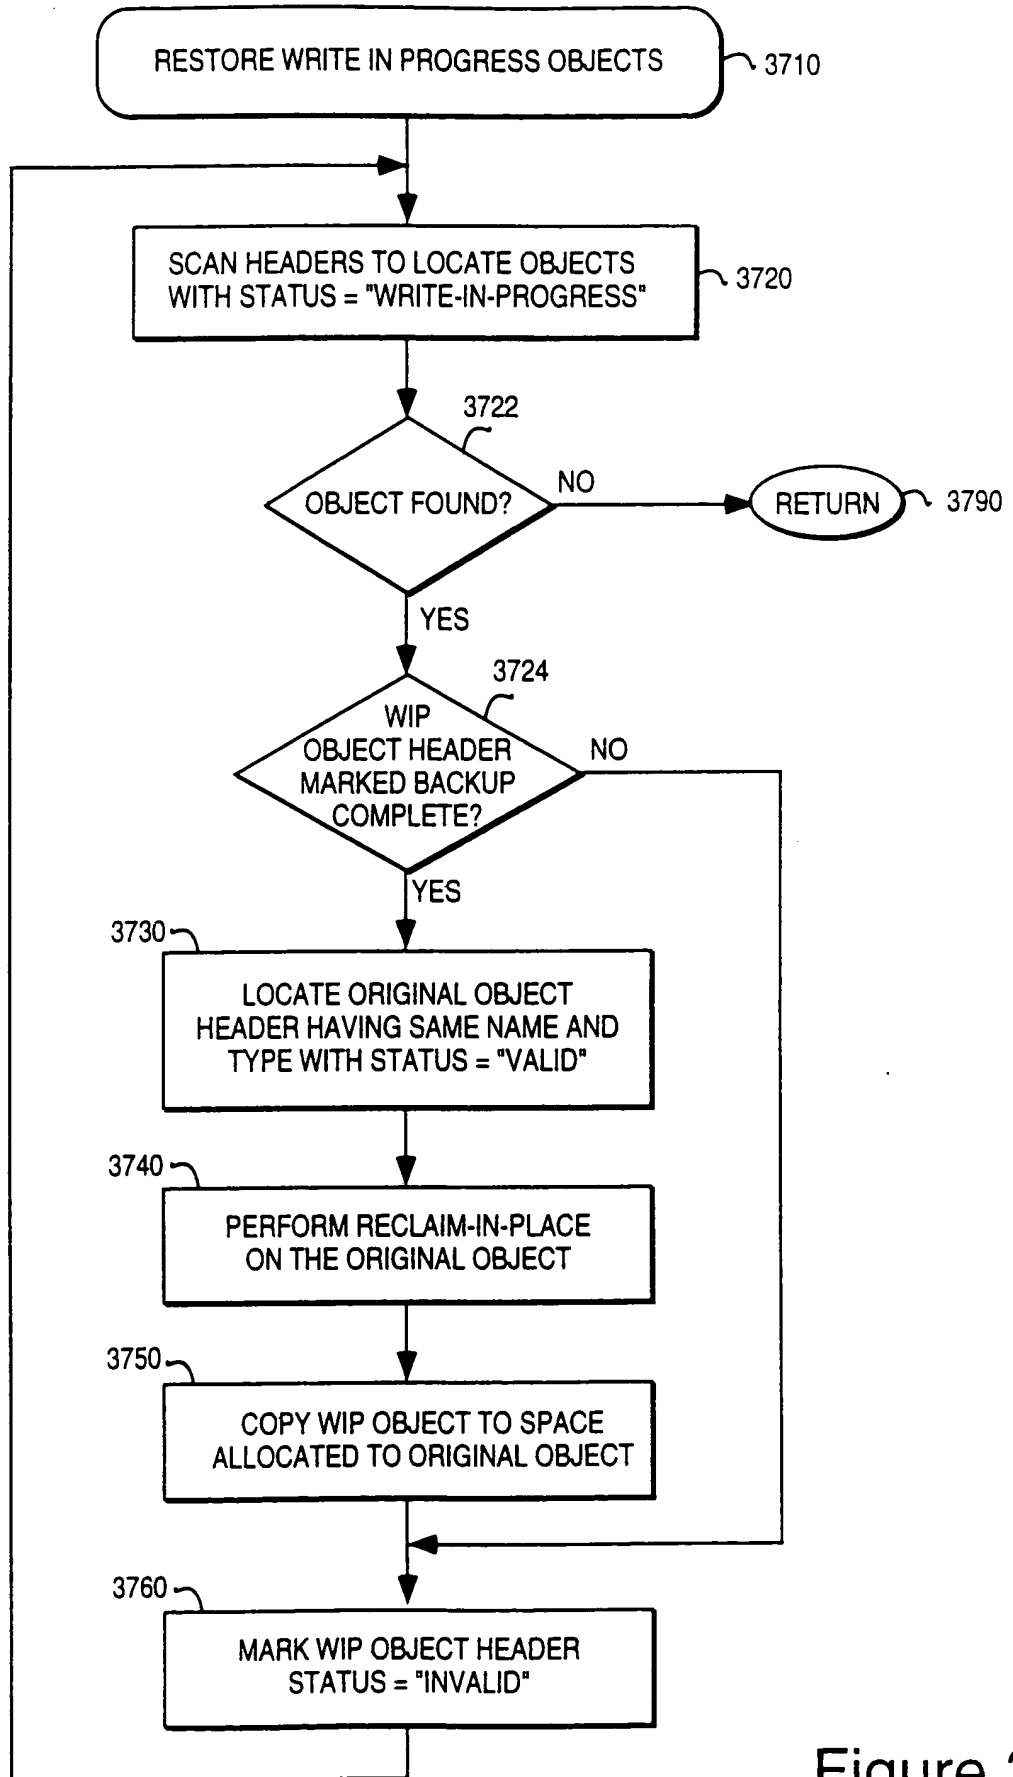 RESTORE WRITE IN PROGRESS OBJECTS
3710
SCAN HEADERS TO LOCATE OBJECTS
WITH STATUS = "WRITE-IN-PROGRESS"
3720
3722
OBJECT FOUND?
NO
RETURN
3790
YES
3724
WIP
OBJECT HEADER
MARKED BACKUP
COMPLETE?
NO
YES
3730
LOCATE ORIGINAL OBJECT
HEADER HAVING SAME NAME AND
TYPE WITH STATUS = "VALID"
3740
PERFORM RECLAIM-IN-PLACE
ON THE ORIGINAL OBJECT
3750
COPY WIP OBJECT TO SPACE
ALLOCATED TO ORIGINAL OBJECT
3760
MARK WIP OBJECT HEADER
STATUS = "INVALID"
Figure